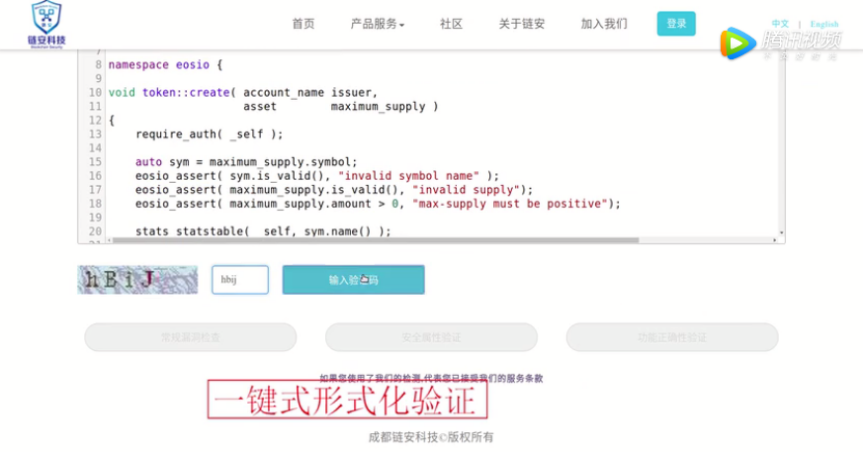 链安科技
首页 产品服务 社区 关于链安 加入我们 登录 中文 | English
腾讯视频
7
8 namespace eosio {
9
10 void token::create( account_name issuer,
11 asset maximum_supply )
12 {
13 require_auth( _self );
14
15 auto sym = maximum_supply.symbol;
16 eosio_assert( sym.is_valid(), "invalid symbol name" );
17 eosio_assert( maximum_supply.is_valid(), "invalid supply");
18 eosio_assert( maximum_supply.amount > 0, "max-supply must be positive");
19
20 stats statstable( _self, sym.name() );
21
hBiJ hbij 输入验证码
常规漏洞检查 安全属性验证 功能正确性验证
如果您使用了我们的检测,代表您已接受我们的服务条款
一键式形式化验证
成都链安科技©版权所有